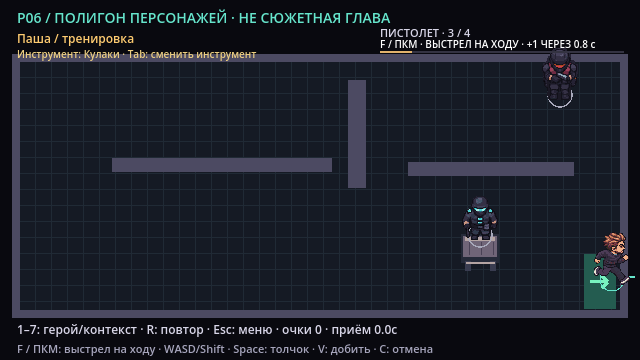 P06 / ПОЛИГОН ПЕРСОНАЖЕЙ · НЕ СЮЖЕТНАЯ ГЛАВА
Паша / тренировка
ПИСТОЛЕТ · 3 / 4
F / ПКМ · ВЫСТРЕЛ НА ХОДУ · +1 ЧЕРЕЗ 0.8 с
Инструмент: Кулаки · Tab: сменить инструмент
1–7: герой/контекст · R: повтор · Esc: меню · очки 0 · приём 0.0с
F / ПКМ: выстрел на ходу · WASD/Shift · Space: толчок · V: добить · C: отмена